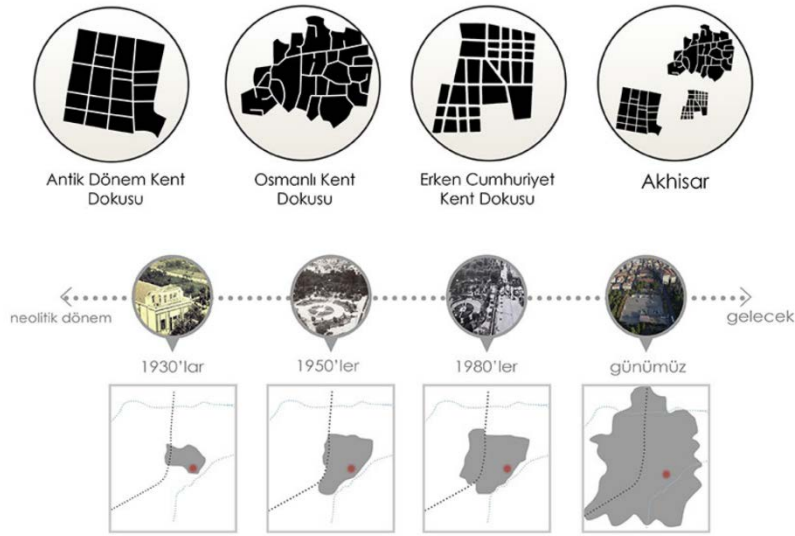 Antik Dönem Kent
Dokusu
Osmanlı Kent
Dokusu
Erken Cumhuriyet
Kent Dokusu
Akhisar
neolitik dönem
gelecek
1930'lar
1950'ler
1980'ler
günümüz